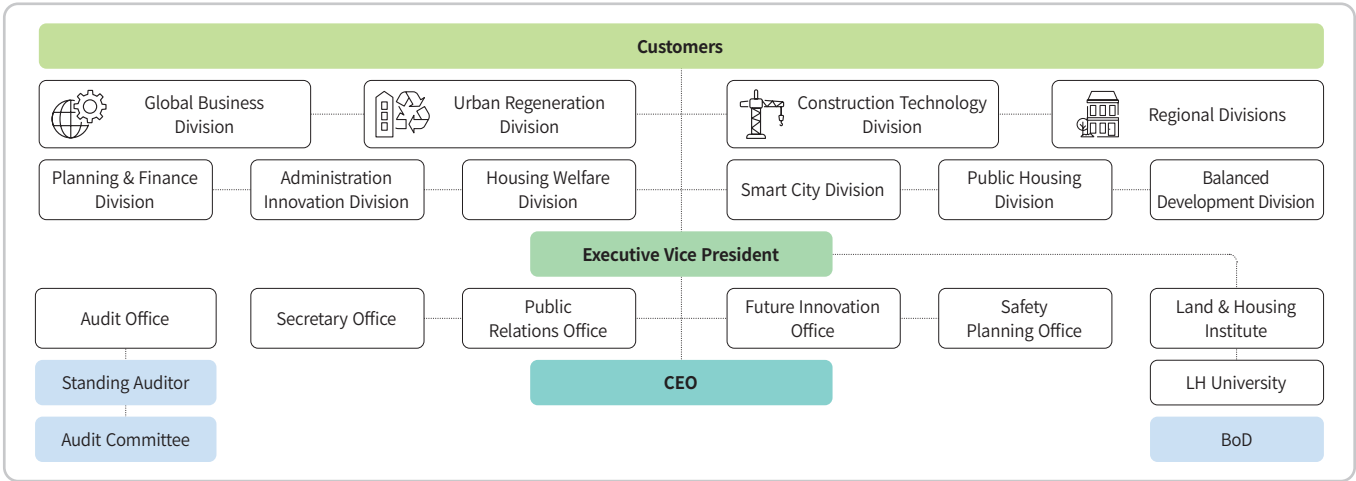 Customers
Global Business
Division
Urban Regeneration
Division
Construction Technology
Division
Regional Divisions
Planning & Finance
Division
Administration
Innovation Division
Housing Welfare
Division
Smart City Division
Public Housing
Division
Balanced
Development Division
Executive Vice President
Audit Office
Secretary Office
Public
Relations Office
Future Innovation
Office
Safety
Planning Office
Land & Housing
Institute
Standing Auditor
CEO
LH University
Audit Committee
BoD